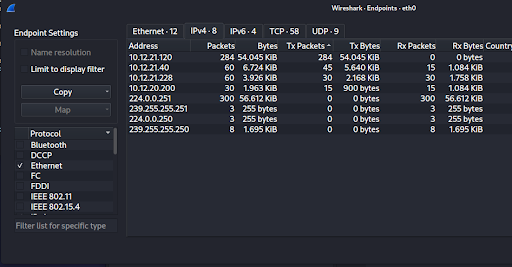 Wireshark · Endpoints · eth0
Endpoint Settings
Name resolution
Limit to display filter
Copy
Map
Protocol
Bluetooth
DCCP
Ethernet
FC
FDDI
IEEE 802.11
IEEE 802.15.4
Filter list for specific type
Ethernet · 12 IPv4 · 8 IPv6 · 4 TCP · 58 UDP · 9
Address Packets Bytes Tx Packets Tx Bytes Rx Packets Rx Bytes Country
10.12.21.120 284 54.045 KiB 284 54.045 KiB 0 0 bytes
10.12.21.40 60 6.724 KiB 45 5.640 KiB 15 1.084 KiB
10.12.21.228 60 3.926 KiB 30 2.168 KiB 30 1.758 KiB
10.12.20.200 30 1.963 KiB 15 900 bytes 15 1.084 KiB
224.0.0.251 300 56.612 KiB 0 0 bytes 300 56.612 KiB
239.255.255.251 3 255 bytes 0 0 bytes 3 255 bytes
224.0.0.250 3 255 bytes 0 0 bytes 3 255 bytes
239.255.255.250 8 1.695 KiB 0 0 bytes 8 1.695 KiB